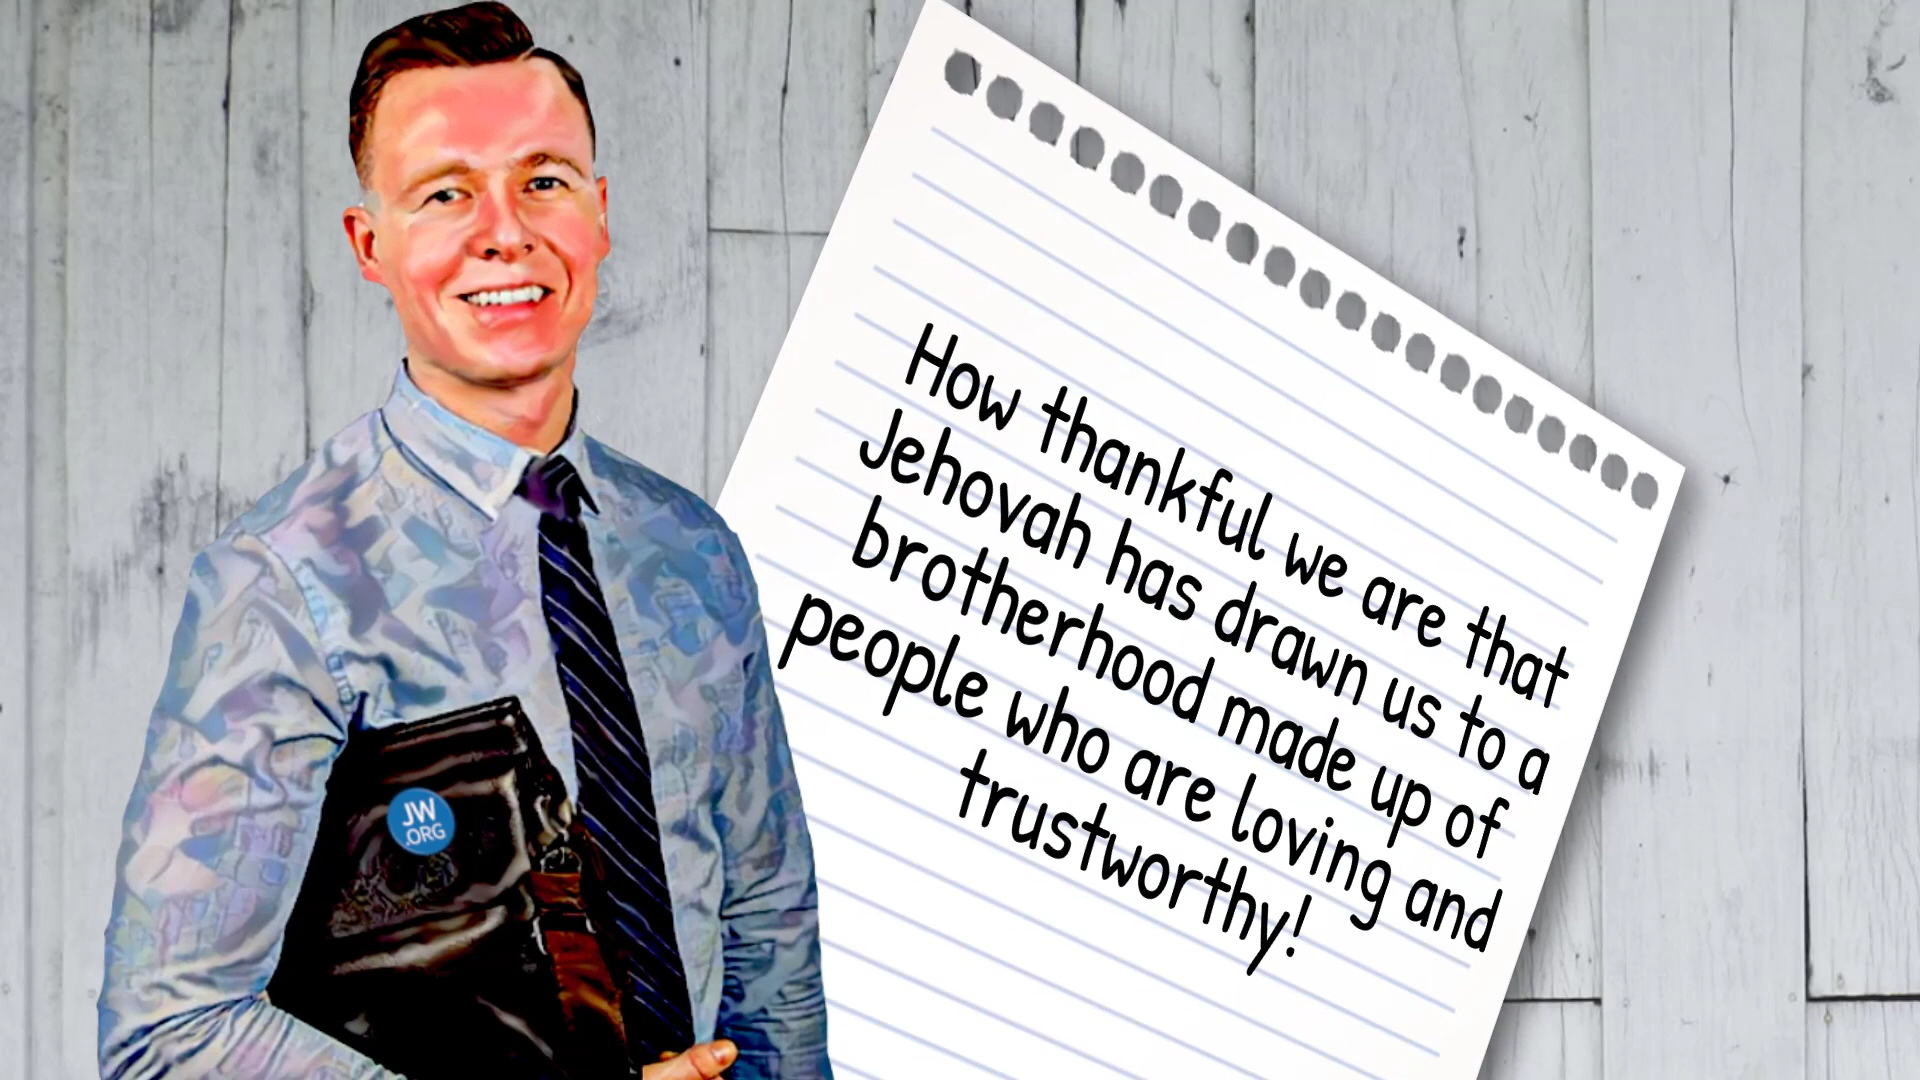 How thankful we are that
Jehovah has drawn us to a
brotherhood made up of
people who are loving and
trustworthy!
JW
.ORG